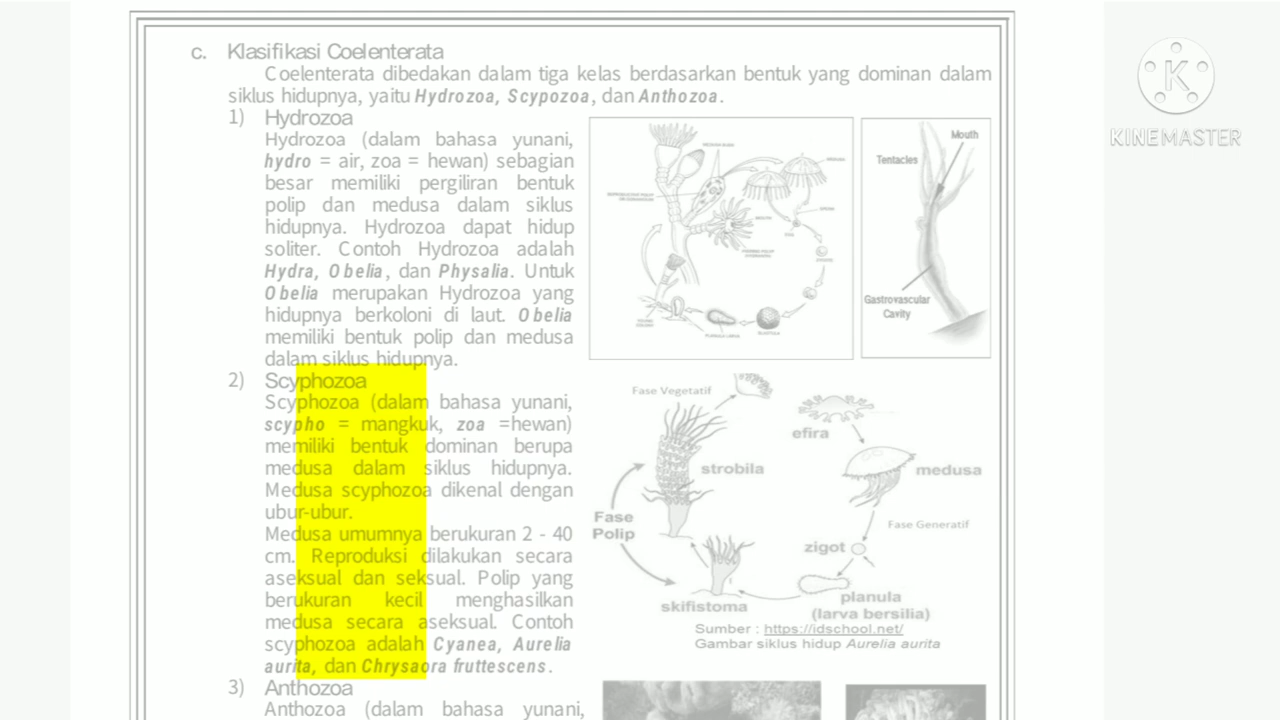 c. Klasifikasi Coelenterata
Coelenterata dibedakan dalam tiga kelas berdasarkan bentuk yang dominan dalam
siklus hidupnya, yaitu Hydrozoa, Scypozoa, dan Anthozoa.
1) Hydrozoa
Hydrozoa (dalam bahasa yunani,
hydro = air, zoa = hewan) sebagian
besar memiliki pergiliran bentuk
polip dan medusa dalam siklus
hidupnya. Hydrozoa dapat hidup
soliter. Contoh Hydrozoa adalah
Hydra, Obelia, dan Physalia. Untuk
Obelia merupakan Hydrozoa yang
hidupnya berkoloni di laut. Obelia
memiliki bentuk polip dan medusa
dalam siklus hidupnya.
Mouth
Tentacles
Gastrovascular
Cavity
2) Scyphozoa
Scyphozoa (dalam bahasa yunani,
scypho = mangkuk, zoa =hewan)
memiliki bentuk dominan berupa
medusa dalam siklus hidupnya.
Medusa scyphozoa dikenal dengan
ubur-ubur.
Medusa umumnya berukuran 2 - 40
cm. Reproduksi dilakukan secara
aseksual dan seksual. Polip yang
berukuran kecil menghasilkan
medusa secara aseksual. Contoh
scyphozoa adalah Cyanea, Aurelia
aurita, dan Chrysaora fruttescens.
Fase Vegetatif
efira
strobila
medusa
Fase
Polip
Fase Generatif
zigot
planula
(larva bersilia)
skifistoma
Sumber : https://idschool.net/
Gambar siklus hidup Aurelia aurita
3) Anthozoa
Anthozoa (dalam bahasa yunani,
K
KINEMASTER